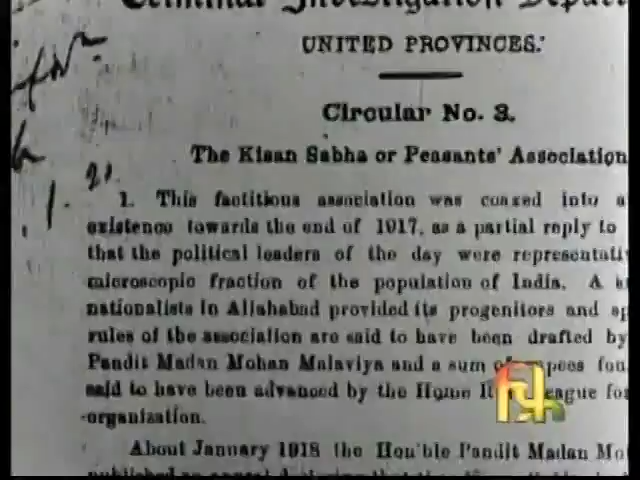 Criminal Investigation
UNITED PROVINCES.
Circular No. 3.
The Kisan Sabha or Peasants' Association
1. This factitious association was coaxed into a
existence towards the end of 1917, as a partial reply to
that the political leaders of the day were
microscopic fraction of the population of India. A
nationalists in Allahabad provided its progenitors and
rules of the association are said to have been drafted by
Pandit Madan Mohan Malaviya and a sum of
said to have been advanced by the Home
organization.
About January 1918 the Hon'ble Pandit Madan